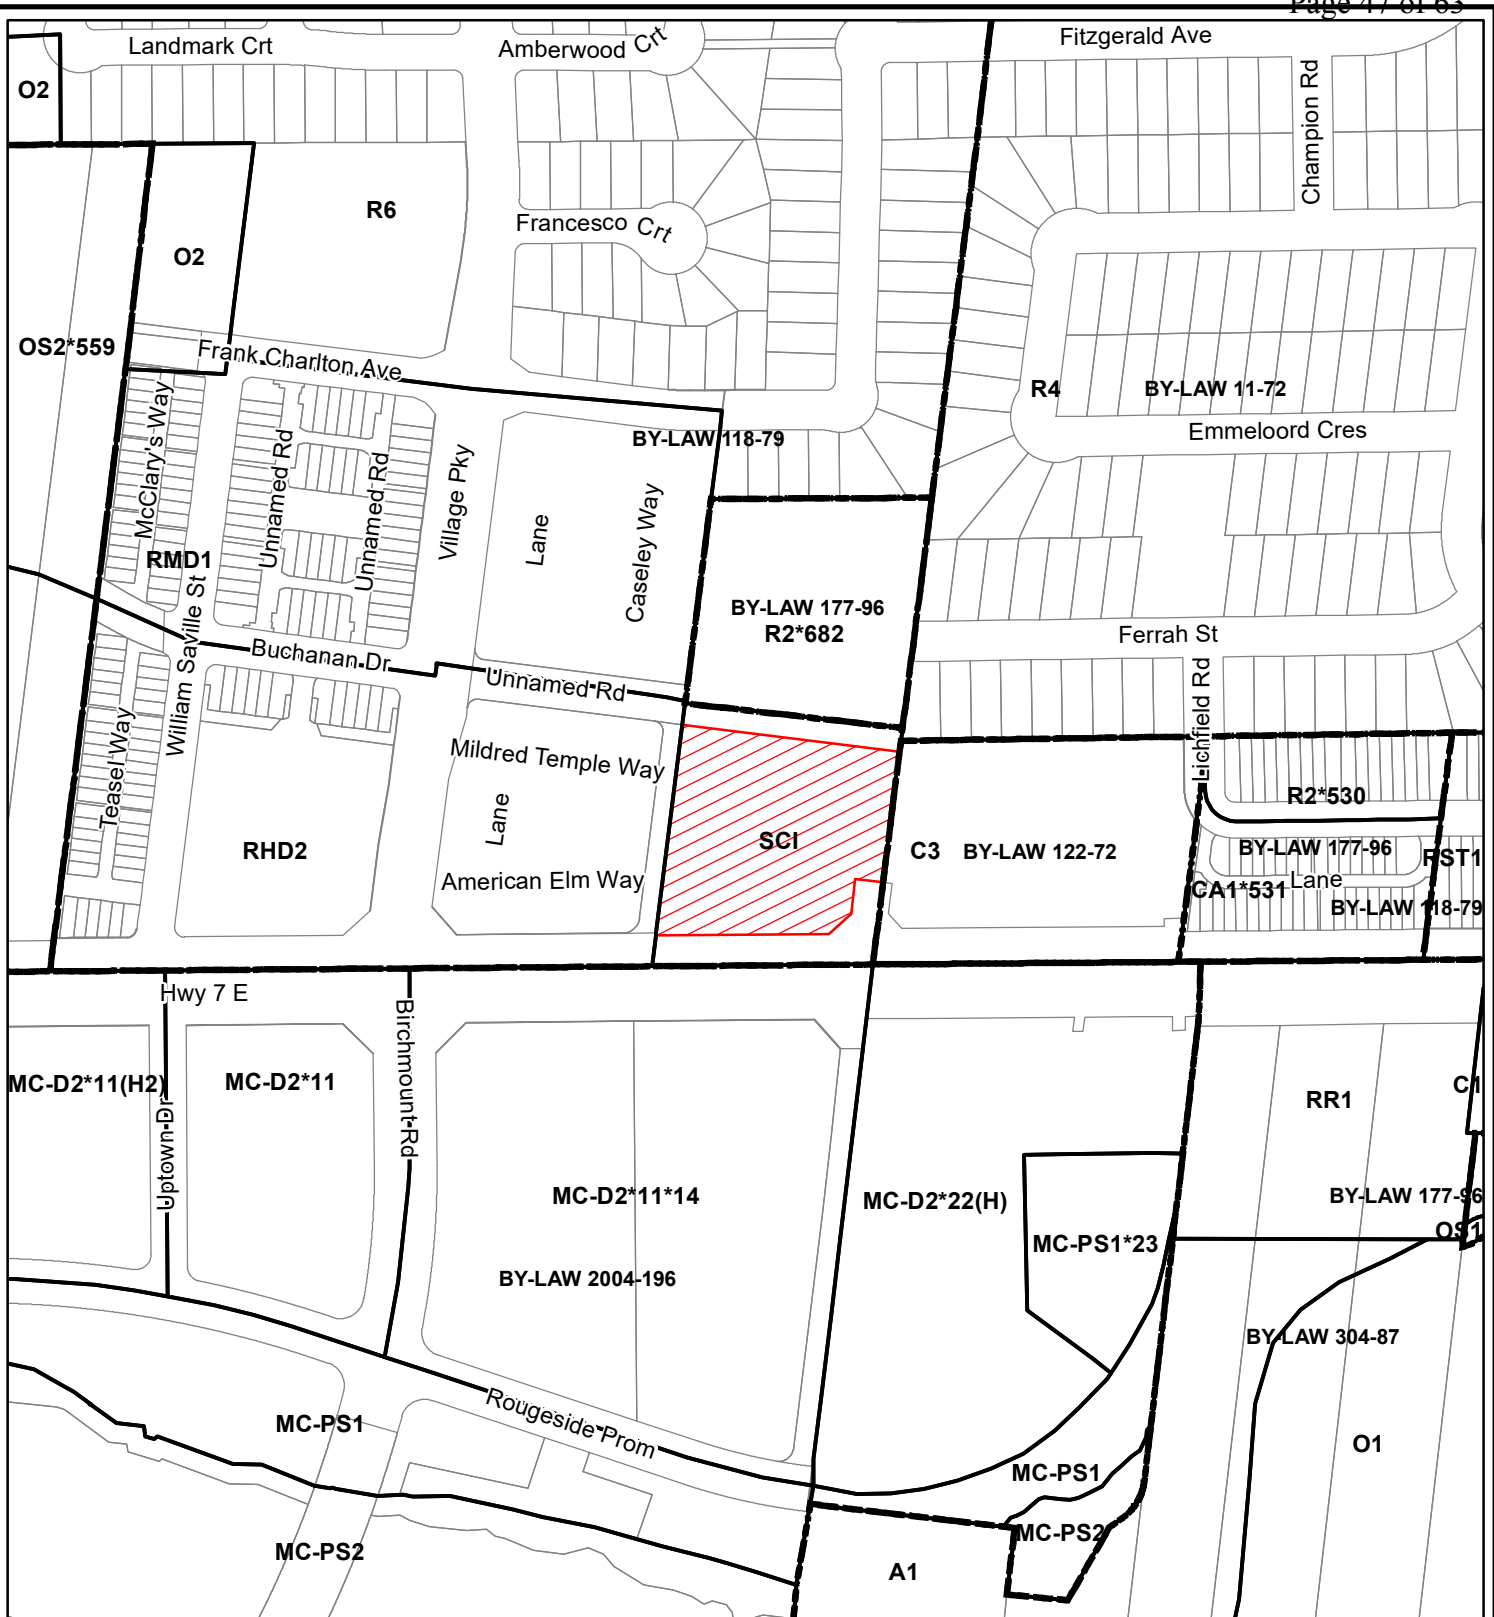 Page 47 of 63
Landmark Crt
Amberwood Crt
Fitzgerald Ave
O2
Champion Rd
R6
Francesco Crt
O2
OS2*559
Frank Charlton Ave
R4
BY-LAW 11-72
McClary's Way
BY-LAW 118-79
Emmeloord Cres
Unnamed Rd
Unnamed Rd
Village Pky
Lane
Caseley Way
RMD1
BY-LAW 177-96
R2*682
William Saville St
Buchanan Dr
Ferrah St
Unnamed Rd
Lichfield Rd
Teasel Way
Mildred Temple Way
R2*530
Lane
RHD2
SCI
C3
BY-LAW 122-72
BY-LAW 177-96
RST1
American Elm Way
CA1*531
Lane
BY-LAW 118-79
Hwy 7 E
Birchmount Rd
MC-D2*11(H2)
MC-D2*11
C1
RR1
Uptown Dr
MC-D2*11*14
MC-D2*22(H)
BY-LAW 177-96
OS1
MC-PS1*23
BY-LAW 2004-196
BY-LAW 304-87
Rougeside Prom
MC-PS1
O1
MC-PS1
MC-PS2
MC-PS2
A1